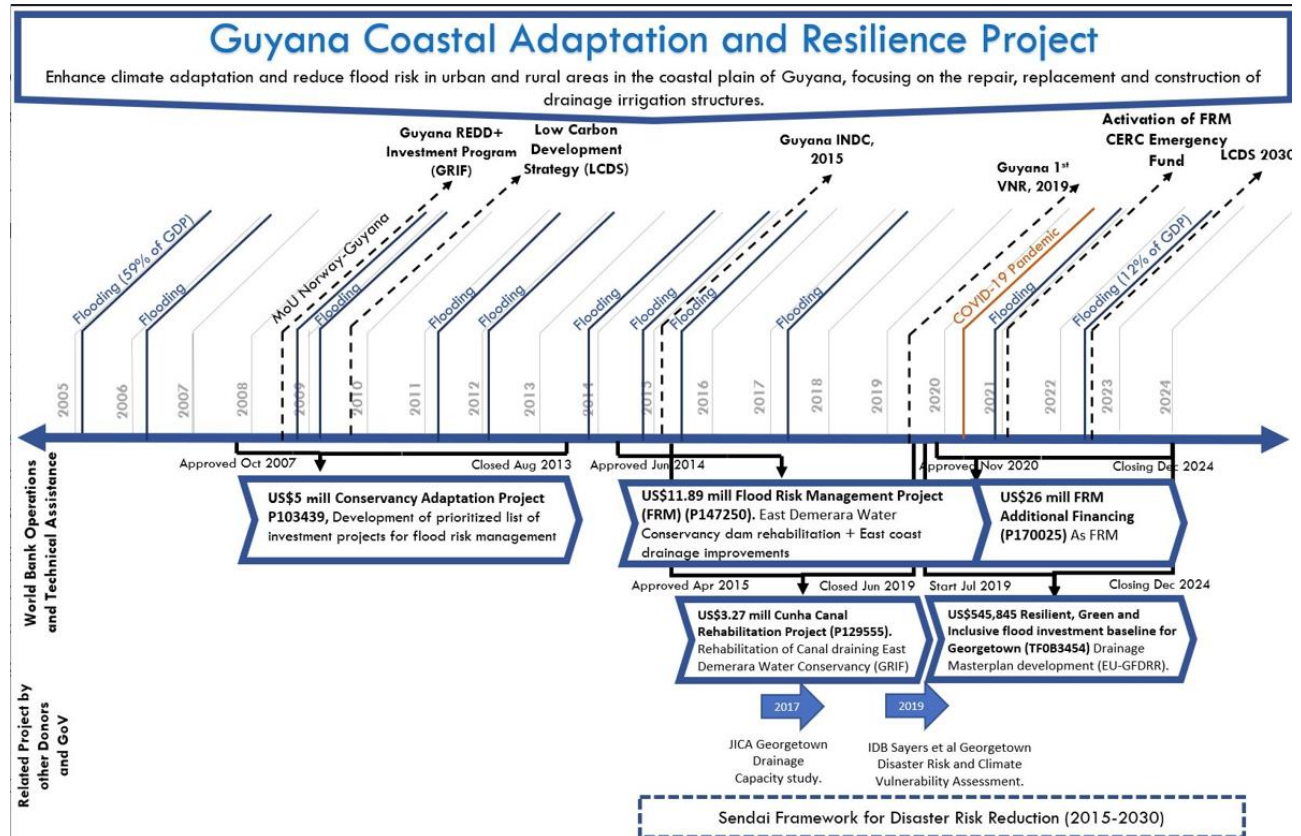 Guyana Coastal Adaptation and Resilience Project
Enhance climate adaptation and reduce flood risk in urban and rural areas in the coastal plain of Guyana, focusing on the repair, replacement and construction of
drainage irrigation structures.
Guyana REDD+
Investment Program
(GRIF)
Low Carbon
Development
Strategy (LCDS)
Guyana INDC,
2015
Guyana 1st
VNR, 2019
Activation of FRM
CERC Emergency
Fund
LCDS 2030
Flooding (59% of GDP)
Flooding
MoU Norway-Guyana
Flooding
Flooding
Flooding
Flooding
Flooding
Flooding
Flooding
COVID-19 Pandemic
Flooding
Flooding (12% of GDP)
2005
2006
2007
2008
2009
2010
2011
2012
2013
2014
2015
2016
2017
2018
2019
2020
2021
2022
2023
2024
World Bank Operations
and Technical Assistance
Approved Oct 2007
Closed Aug 2013
Approved Jun 2014
Approved Nov 2020
Closing Dec 2024
US$5 mill Conservancy Adaptation Project
P103439, Development of prioritized list of
investment projects for flood risk management
US$11.89 mill Flood Risk Management Project
(FRM) (P147250). East Demerara Water
Conservancy dam rehabilitation + East coast
drainage improvements
US$26 mill FRM
Additional Financing
(P170025) As FRM
Approved Apr 2015
Closed Jun 2019
Start Jul 2019
Closing Dec 2024
US$3.27 mill Cunha Canal
Rehabilitation Project (P129555).
Rehabilitation of Canal draining East
Demerara Water Conservancy (GRIF)
US$545,845 Resilient, Green and
Inclusive flood investment baseline for
Georgetown (TF0B3454) Drainage
Masterplan development (EU-GFDRR).
Related Project by
other Donors
and GoV
2017
2019
JICA Georgetown
Drainage
Capacity study.
IDB Sayers et al Georgetown
Disaster Risk and Climate
Vulnerability Assessment.
Sendai Framework for Disaster Risk Reduction (2015-2030)